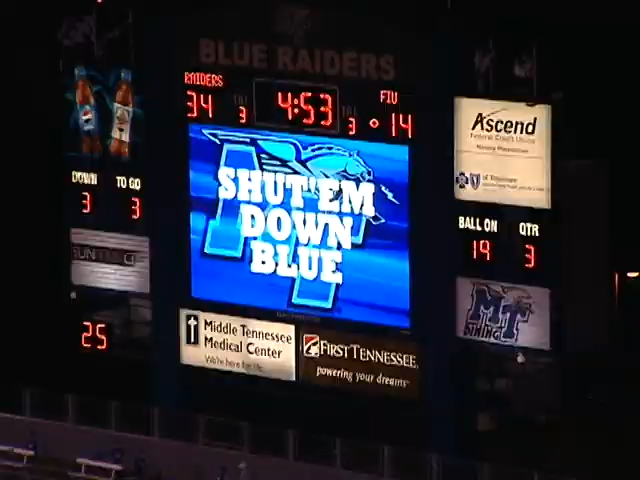 BLUE RAIDERS
RAIDERS
34
3
4:53
FIU
3
14
DOWN
TO GO
3
3
SHUT'EM
DOWN
BLUE
Ascend
Federal Credit Union
BALL ON
QTR
19
3
MT
DINING
25
Middle Tennessee
Medical Center
We're here for life.
FIRST TENNESSEE
powering your dreams